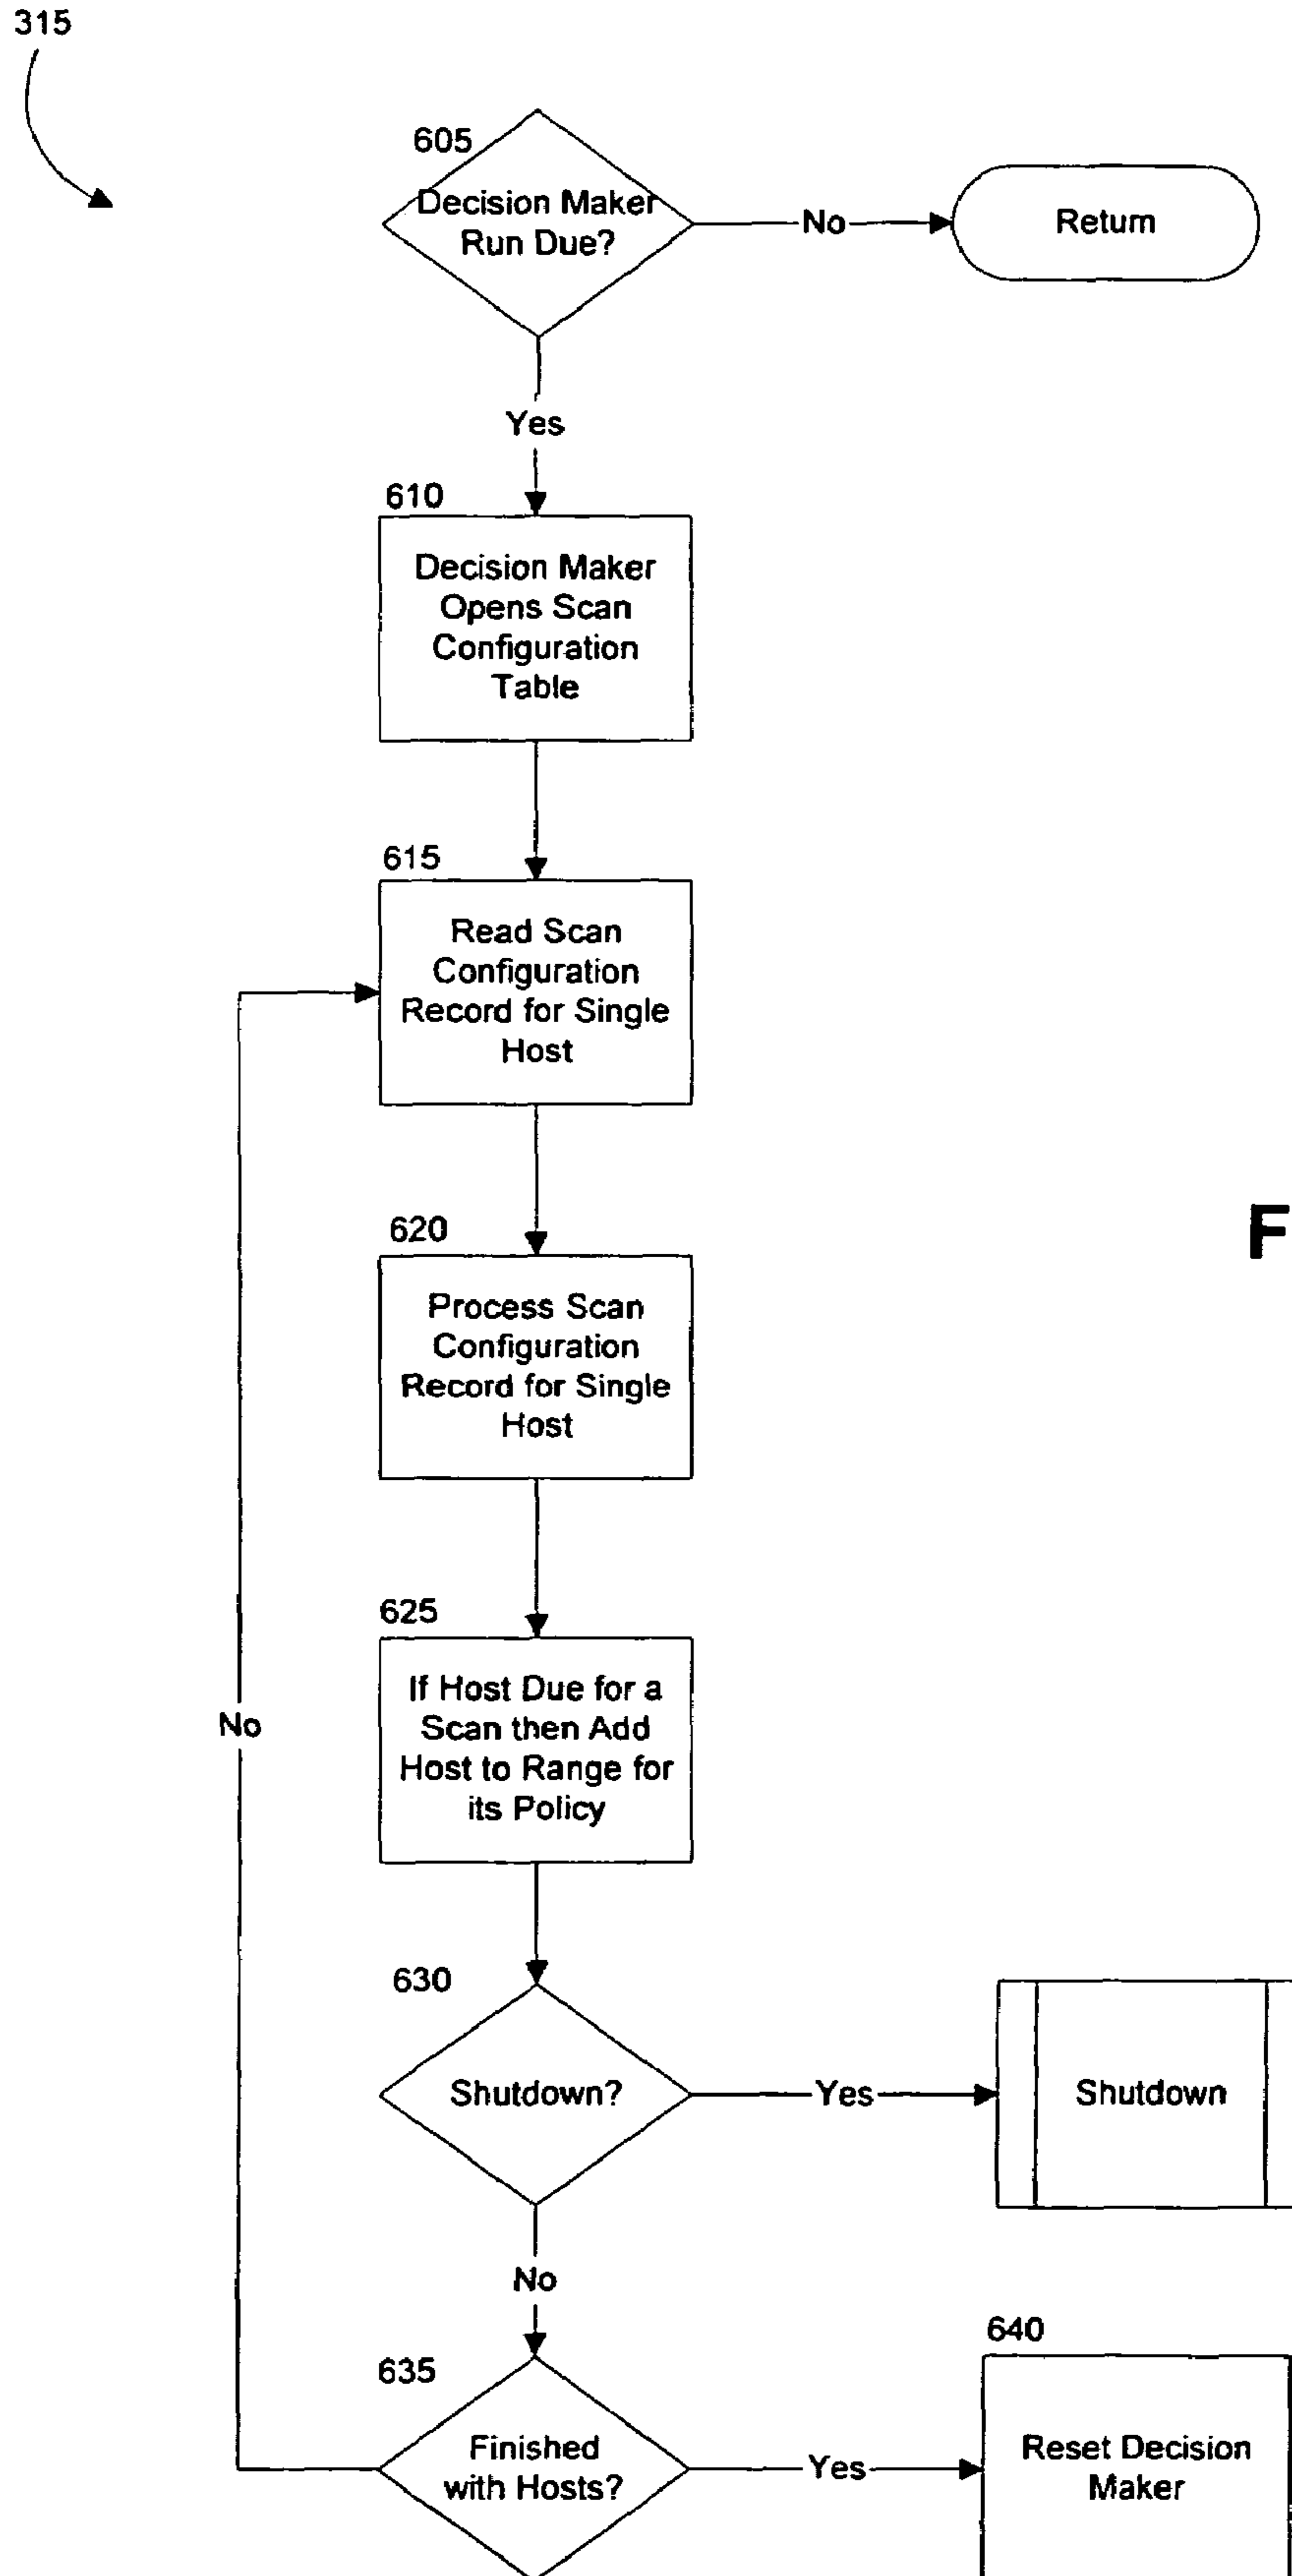 315
605
Decision Maker
Run Due?
No
Return
Yes
610
Decision Maker
Opens Scan
Configuration
Table
615
Read Scan
Configuration
Record for Single
Host
620
Process Scan
Configuration
Record for Single
Host
F
625
If Host Due for a
Scan then Add
Host to Range for
its Policy
No
630
Shutdown?
Yes
Shutdown
No
635
Finished
with Hosts?
Yes
640
Reset Decision
Maker